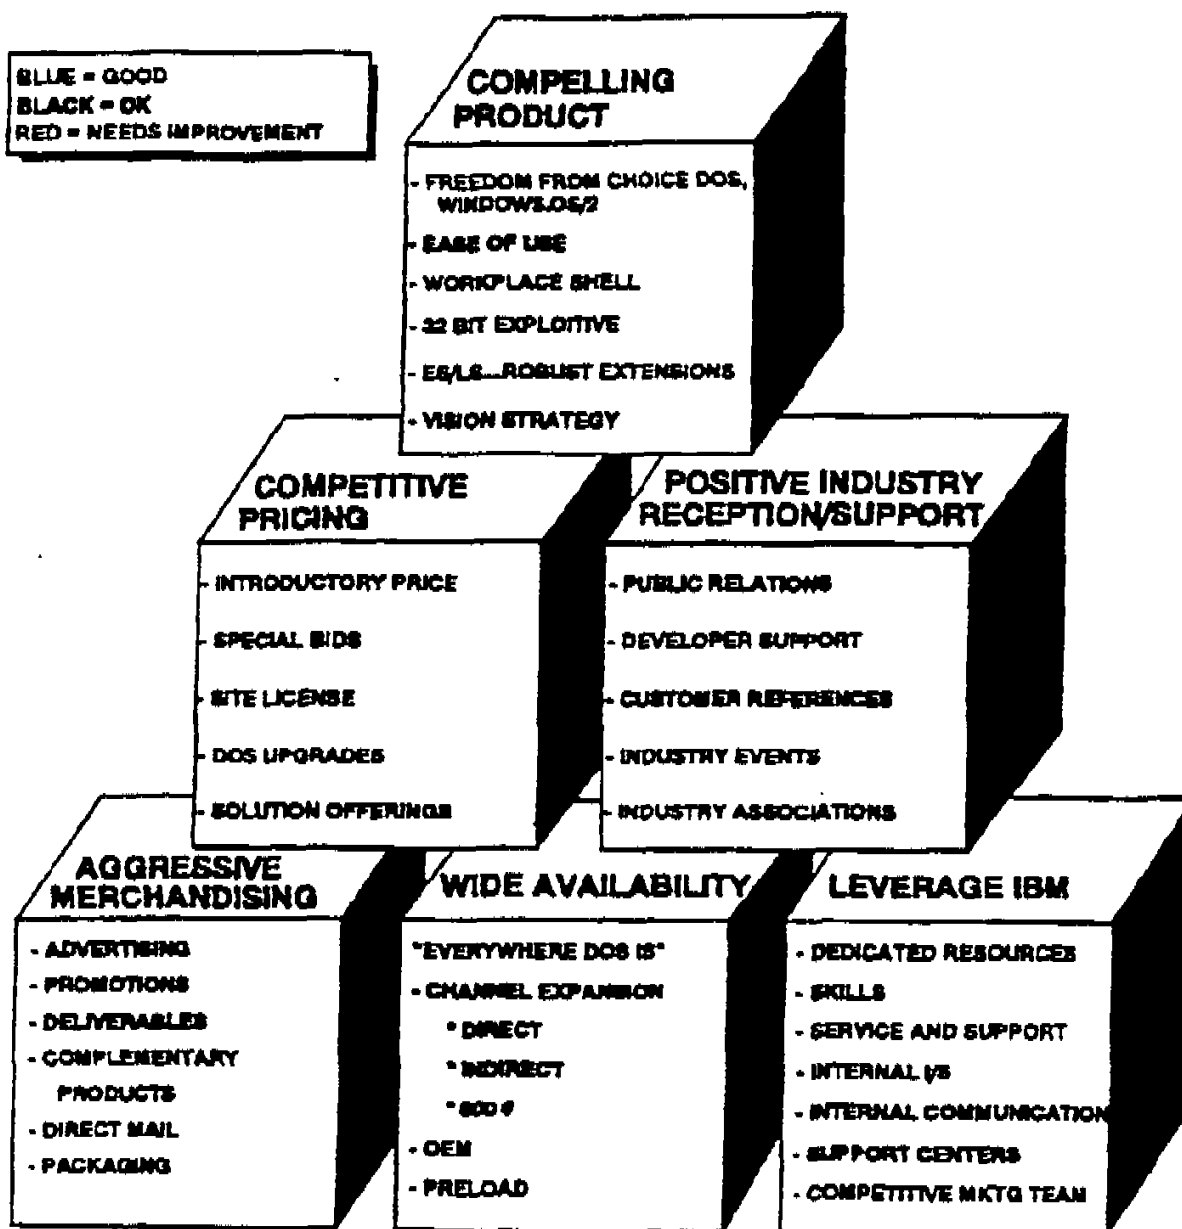 BLUE = GOOD
BLACK = OK
RED = NEEDS IMPROVEMENT
COMPELLING
PRODUCT
- FREEDOM FROM CHOICE DOS,
WINDOWS,OS/2
- EASE OF USE
- WORKPLACE SHELL
- 32 BIT EXPLOITIVE
- ES/LS...ROBUST EXTENSIONS
- VISION STRATEGY
COMPETITIVE
PRICING
- INTRODUCTORY PRICE
- SPECIAL BIDS
- SITE LICENSE
- DOS UPGRADES
- SOLUTION OFFERINGS
POSITIVE INDUSTRY
RECEPTION/SUPPORT
- PUBLIC RELATIONS
- DEVELOPER SUPPORT
- CUSTOMER REFERENCES
- INDUSTRY EVENTS
- INDUSTRY ASSOCIATIONS
AGGRESSIVE
MERCHANDISING
- ADVERTISING
- PROMOTIONS
- DELIVERABLES
- COMPLEMENTARY
PRODUCTS
- DIRECT MAIL
- PACKAGING
WIDE AVAILABILITY
"EVERYWHERE DOS IS"
- CHANNEL EXPANSION
* DIRECT
* INDIRECT
* 800 #
- OEM
- PRELOAD
LEVERAGE IBM
- DEDICATED RESOURCES
- SKILLS
- SERVICE AND SUPPORT
- INTERNAL I/S
- INTERNAL COMMUNICATION
- SUPPORT CENTERS
- COMPETITIVE MKTG TEAM